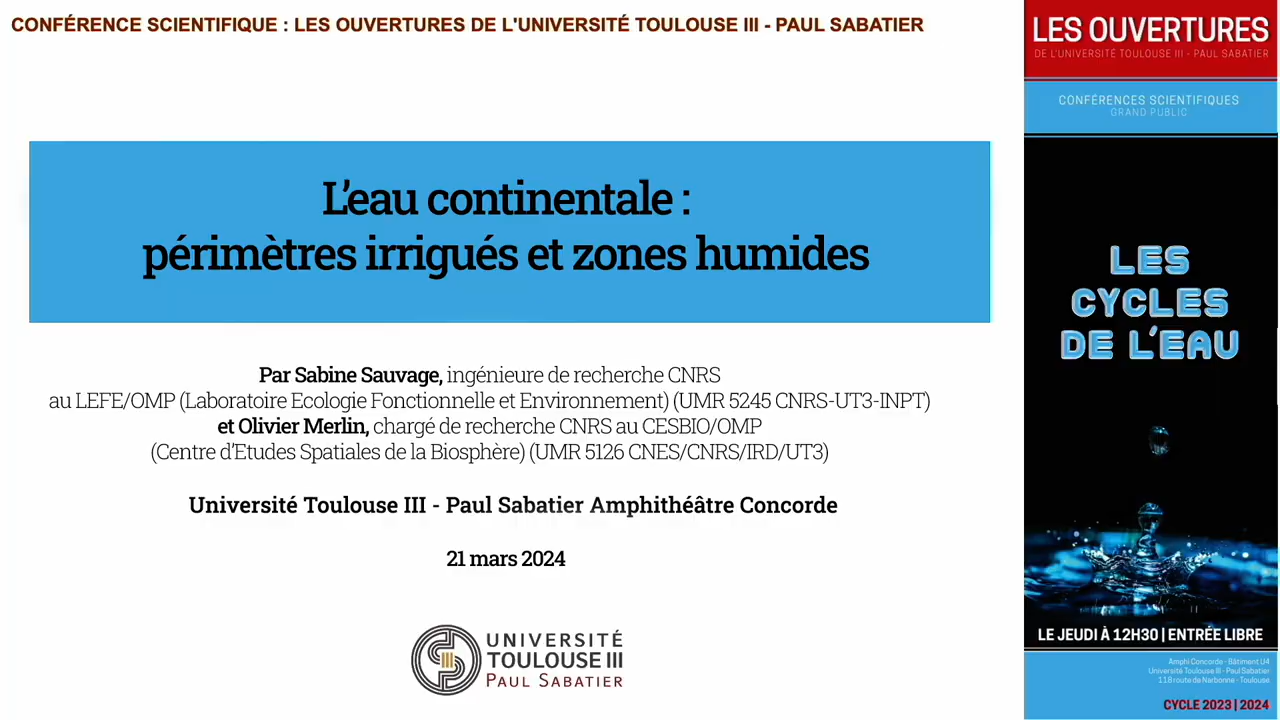 CONFÉRENCE SCIENTIFIQUE : LES OUVERTURES DE L'UNIVERSITÉ TOULOUSE III - PAUL SABATIER
L'eau continentale :
périmètres irrigués et zones humides
Par Sabine Sauvage, ingénieure de recherche CNRS
au LEFE/OMP (Laboratoire Ecologie Fonctionnelle et Environnement) (UMR 5245 CNRS-UT3-INPT)
et Olivier Merlin, chargé de recherche CNRS au CESBIO/OMP
(Centre d'Etudes Spatiales de la Biosphère) (UMR 5126 CNES/CNRS/IRD/UT3)
Université Toulouse III - Paul Sabatier Amphithéâtre Concorde
21 mars 2024
UNIVERSITÉ
TOULOUSE III
PAUL SABATIER
LES OUVERTURES
DE L'UNIVERSITÉ TOULOUSE III - PAUL SABATIER
CONFÉRENCES SCIENTIFIQUES
GRAND PUBLIC
LES
CYCLES
DE L'EAU
LE JEUDI À 12H30 | ENTRÉE LIBRE
Amphi Concorde - Bâtiment U4
Université Toulouse III - Paul Sabatier
118 route de Narbonne - Toulouse
CYCLE 2023 | 2024